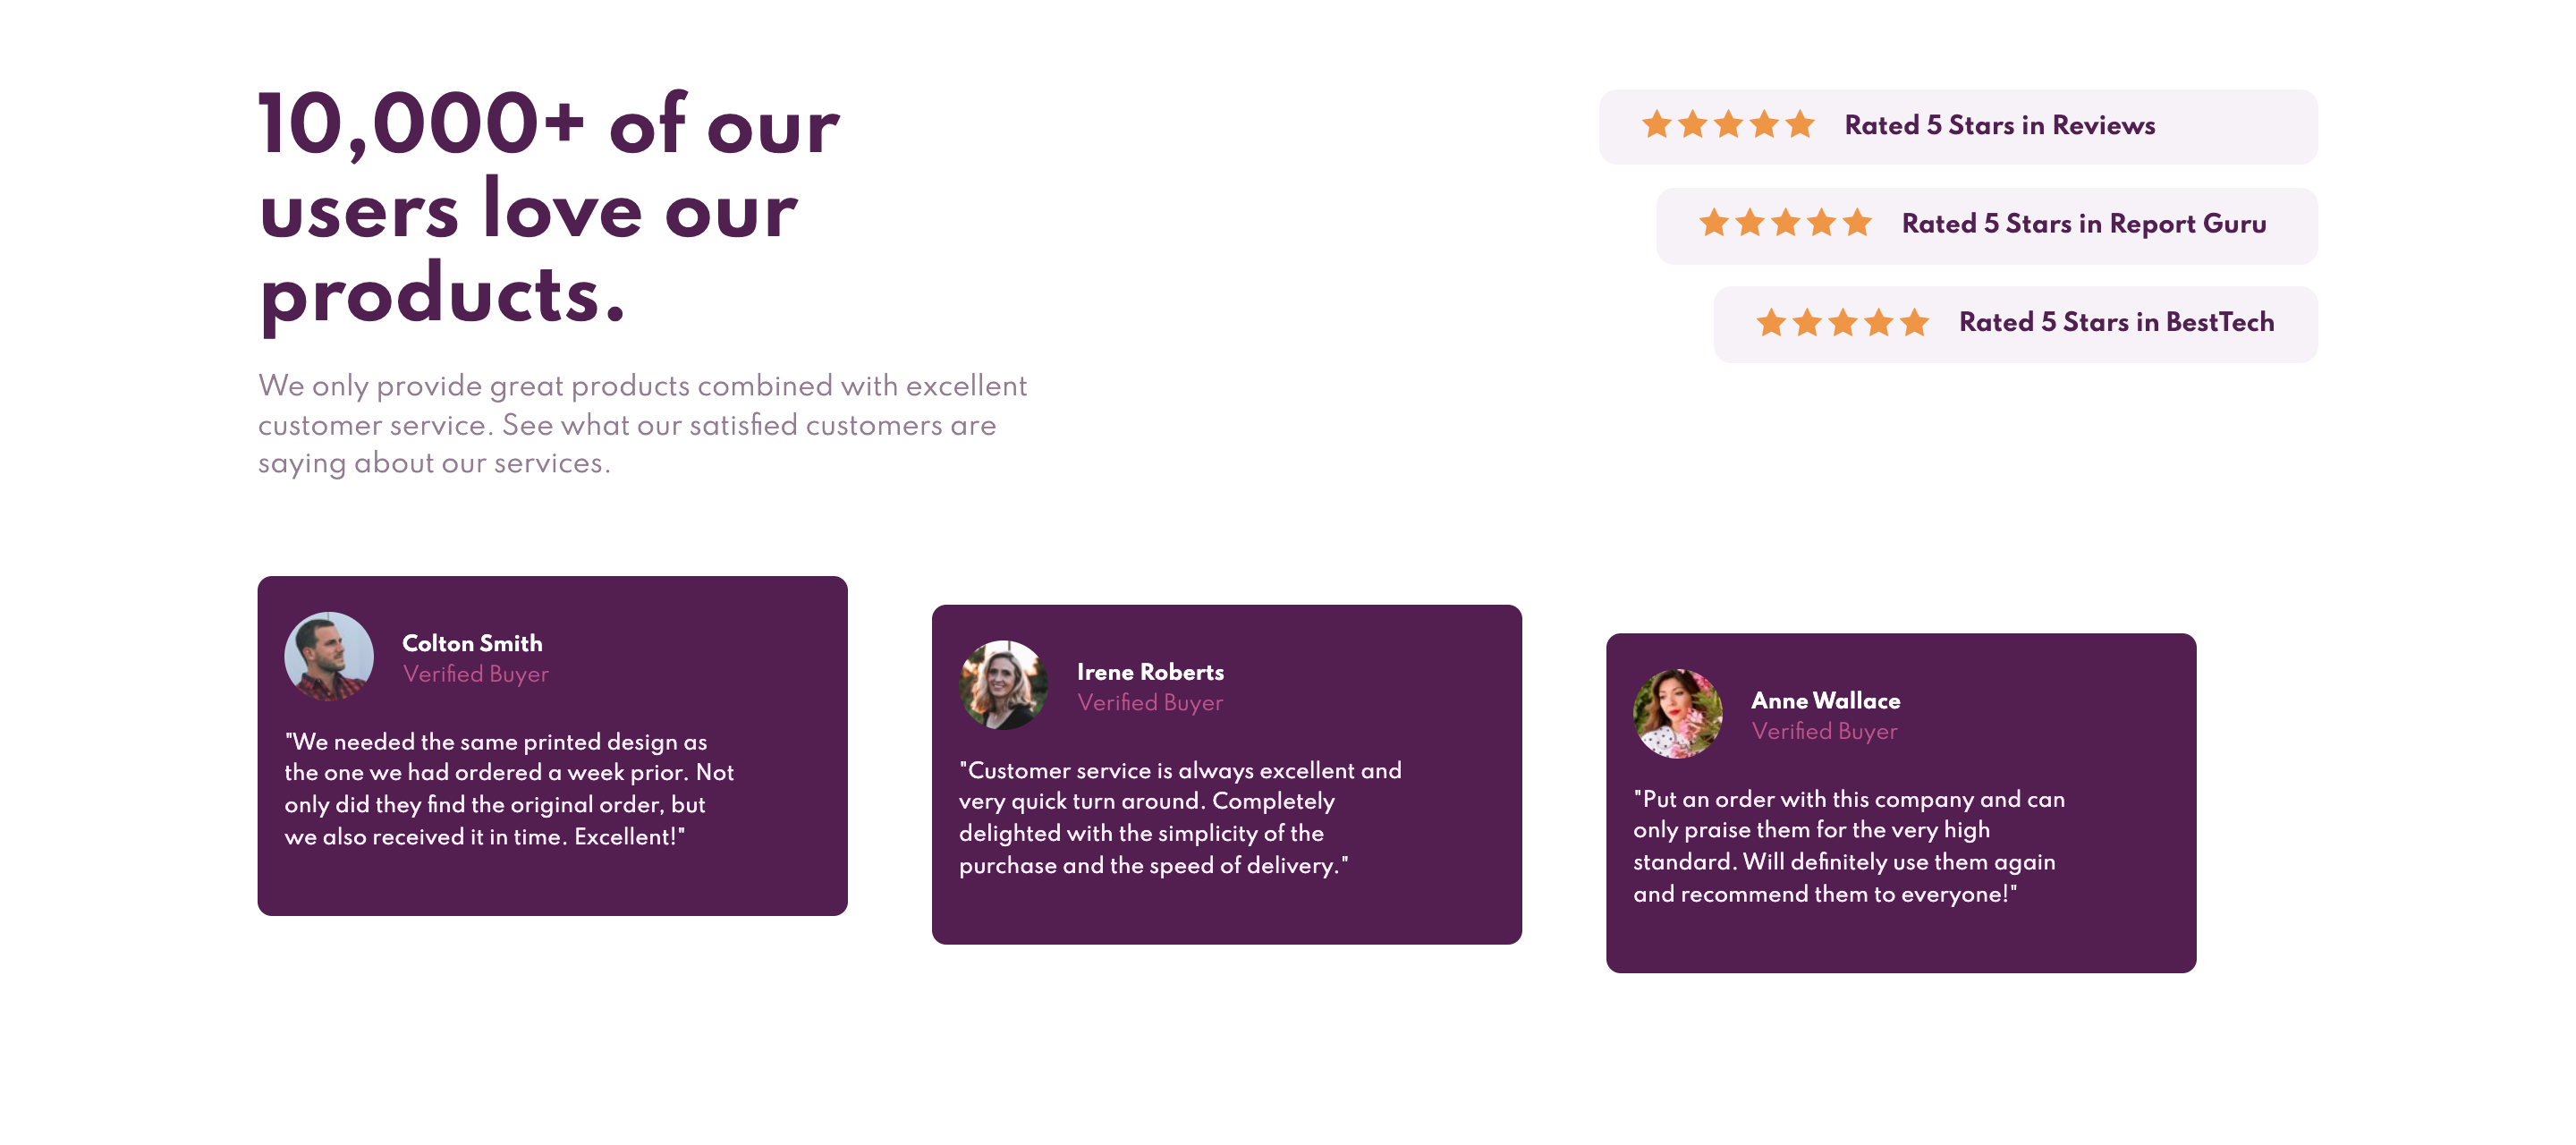 10,000+ of our
users love our
products.
We only provide great products combined with excellent
customer service. See what our satisfied customers are
saying about our services.
Rated 5 Stars in Reviews
Rated 5 Stars in Report Guru
Rated 5 Stars in BestTech
Colton Smith
Verified Buyer
"We needed the same printed design as
the one we had ordered a week prior. Not
only did they find the original order, but
we also received it in time. Excellent!"
Irene Roberts
Verified Buyer
"Customer service is always excellent and
very quick turn around. Completely
delighted with the simplicity of the
purchase and the speed of delivery."
Anne Wallace
Verified Buyer
"Put an order with this company and can
only praise them for the very high
standard. Will definitely use them again
and recommend them to everyone!"